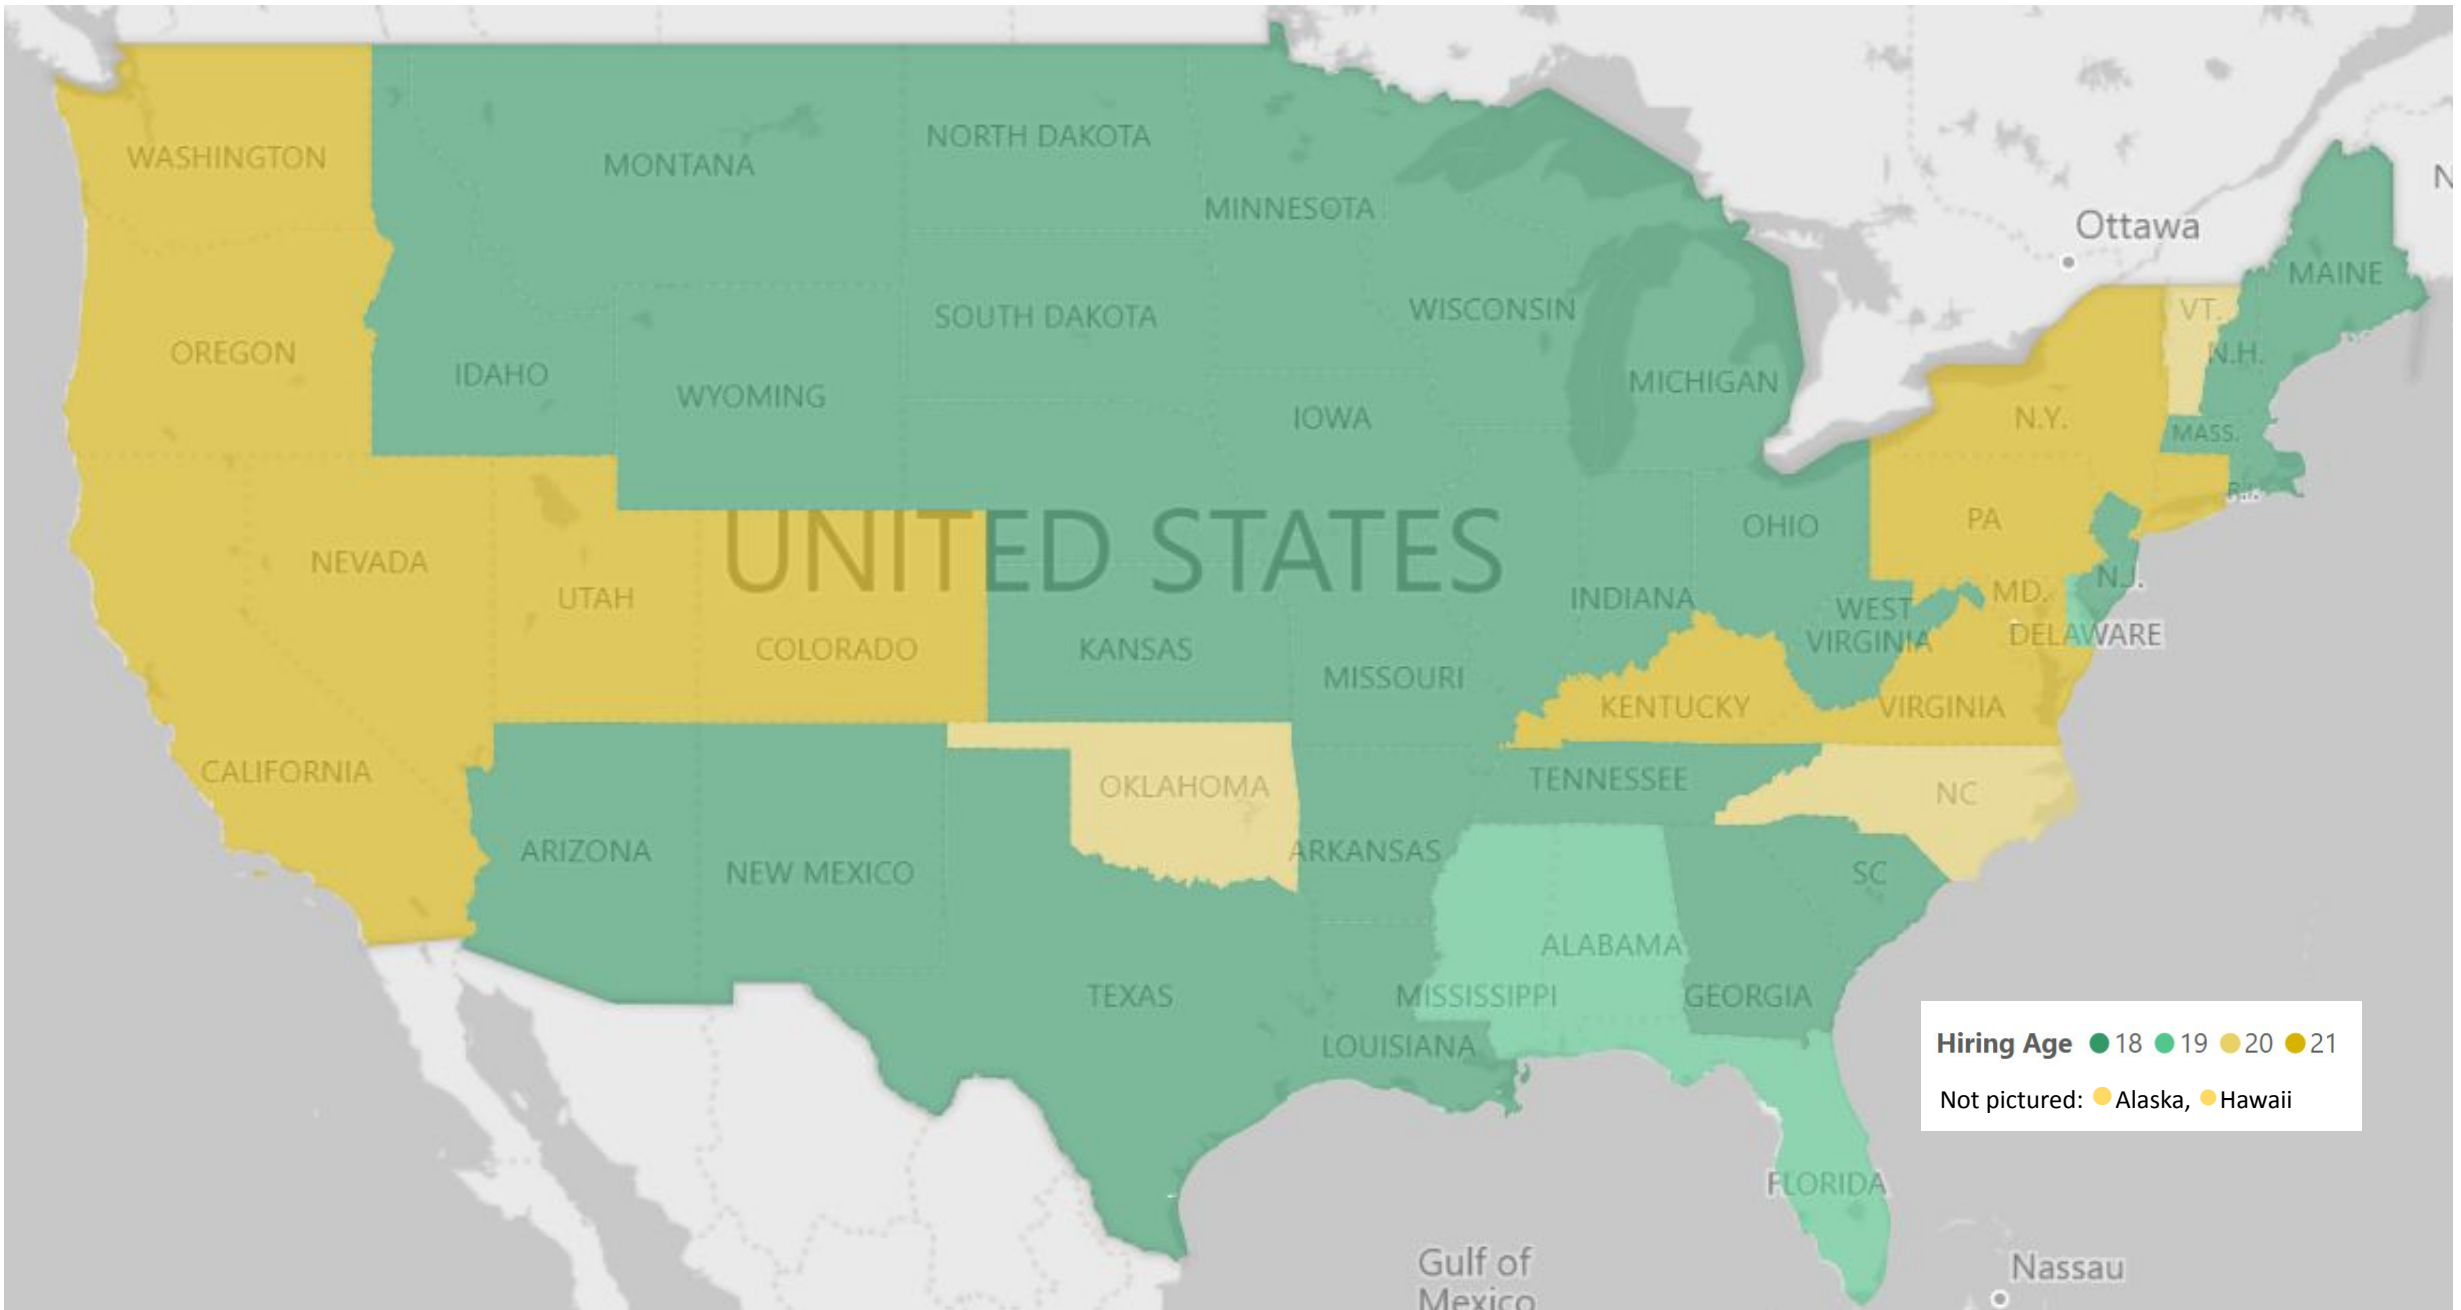 WASHINGTON
MONTANA
NORTH DAKOTA
MINNESOTA
Ottawa
MAINE
OREGON
IDAHO
WYOMING
SOUTH DAKOTA
WISCONSIN
MICHIGAN
VT.
N.H.
IOWA
N.Y.
MASS.
R.I.
NEVADA
UTAH
UNITED STATES
OHIO
PA
COLORADO
KANSAS
MISSOURI
INDIANA
WEST
VIRGINIA
MD.
N.J.
DELAWARE
KENTUCKY
VIRGINIA
CALIFORNIA
ARIZONA
NEW MEXICO
OKLAHOMA
ARKANSAS
TENNESSEE
NC
SC
TEXAS
LOUISIANA
MISSISSIPPI
ALABAMA
GEORGIA
FLORIDA
Hiring Age 18 19 20 21
Not pictured: Alaska, Hawaii
Gulf of
Mexico
Nassau
N